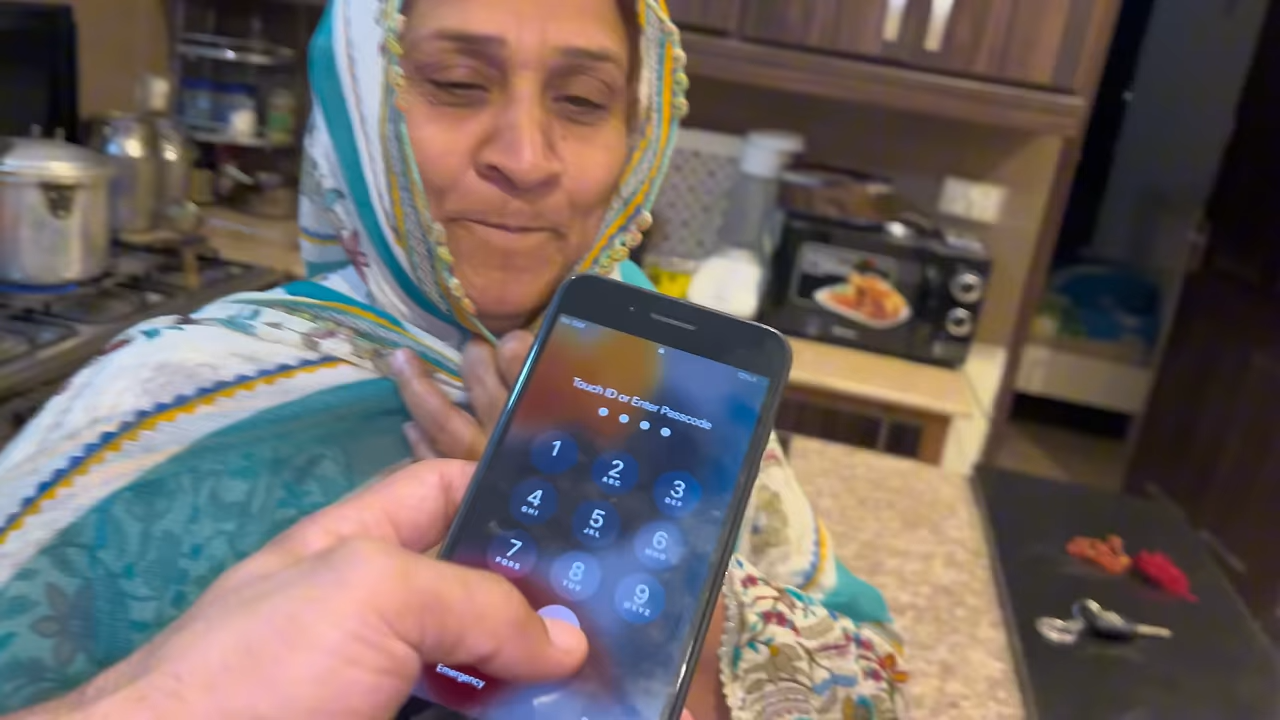 Touch ID or Enter Passcode
1
2
ABC
3
DEF
4
GHI
5
JKL
6
MNO
7
PQRS
8
TUV
9
WXYZ
Emergency